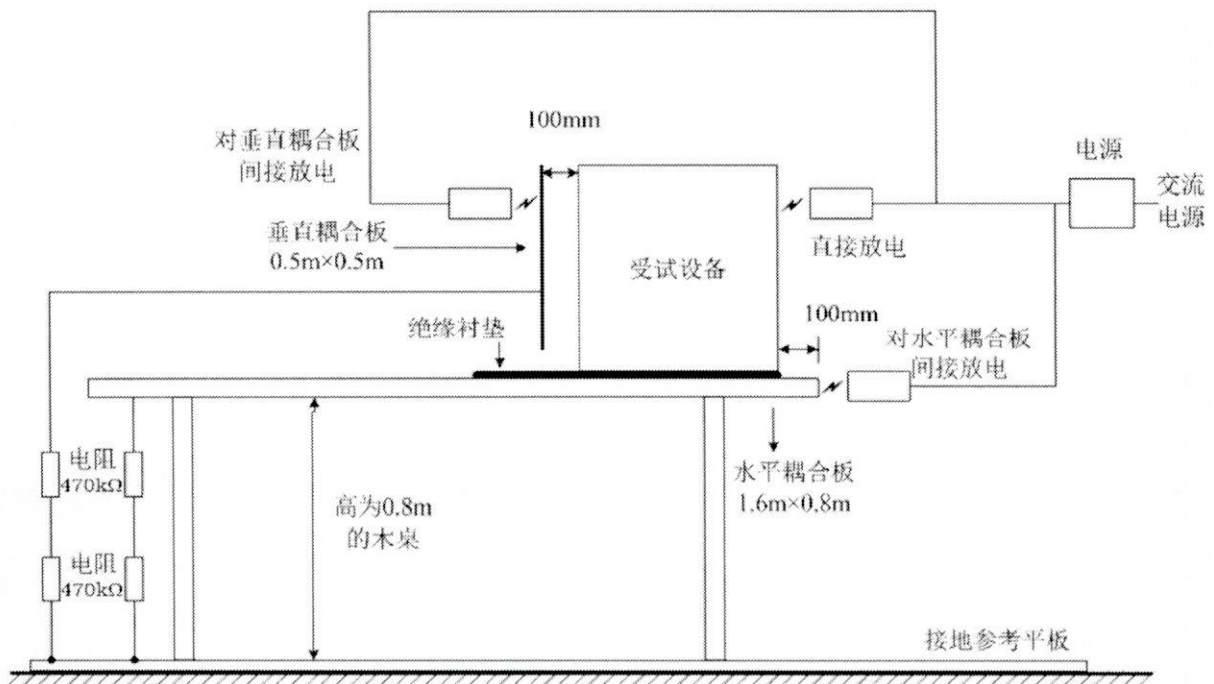 100mm
对垂直耦合板
间接放电
电源
交流
电源
垂直耦合板
0.5m×0.5m
直接放电
受试设备
100mm
绝缘衬垫
对水平耦合板
间接放电
电阻
470kΩ
水平耦合板
1.6m×0.8m
高为0.8m
的木桌
电阻
470kΩ
接地参考平板